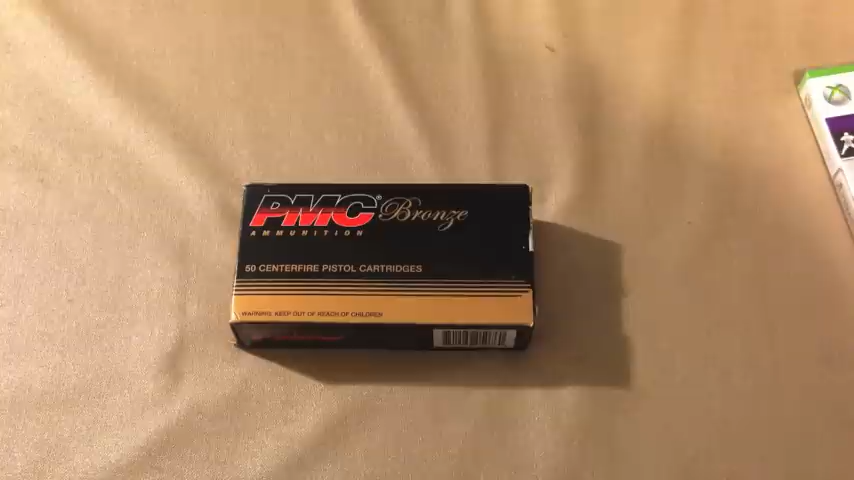 PMC® Bronze
AMMUNITION
50 CENTERFIRE PISTOL CARTRIDGES
WARNING: KEEP OUT OF REACH OF CHILDREN